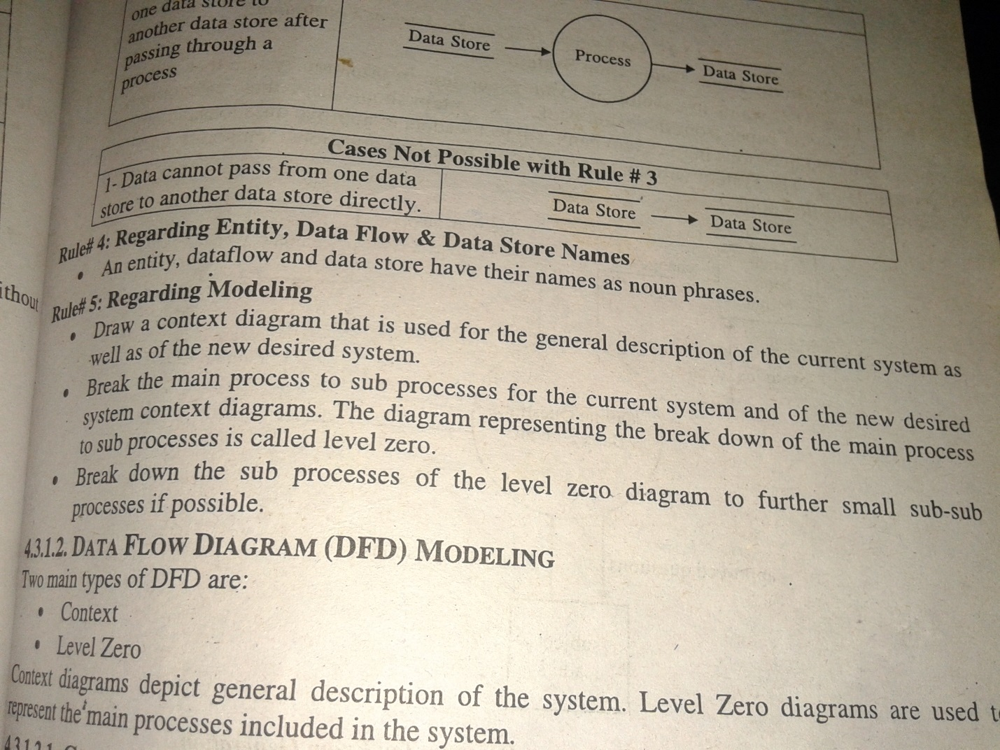 one data store to
another data store after
passing through a
process
Data Store
Process
Data Store
Cases Not Possible with Rule # 3
1- Data cannot pass from one data
store to another data store directly.
Data Store
Data Store
Rule# 4: Regarding Entity, Data Flow & Data Store Names
• An entity, dataflow and data store have their names as noun phrases.
ithout
Rule# 5: Regarding Modeling
• Draw a context diagram that is used for the general description of the current system as
well as of the new desired system.
• Break the main process to sub processes for the current system and of the new desired
system context diagrams. The diagram representing the break down of the main process
to sub processes is called level zero.
• Break down the sub processes of the level zero diagram to further small sub-sub
processes if possible.
4.3.1.2. DATA FLOW DIAGRAM (DFD) MODELING
Two main types of DFD are:
• Context
• Level Zero
Context diagrams depict general description of the system. Level Zero diagrams are used
represent the main processes included in the system.